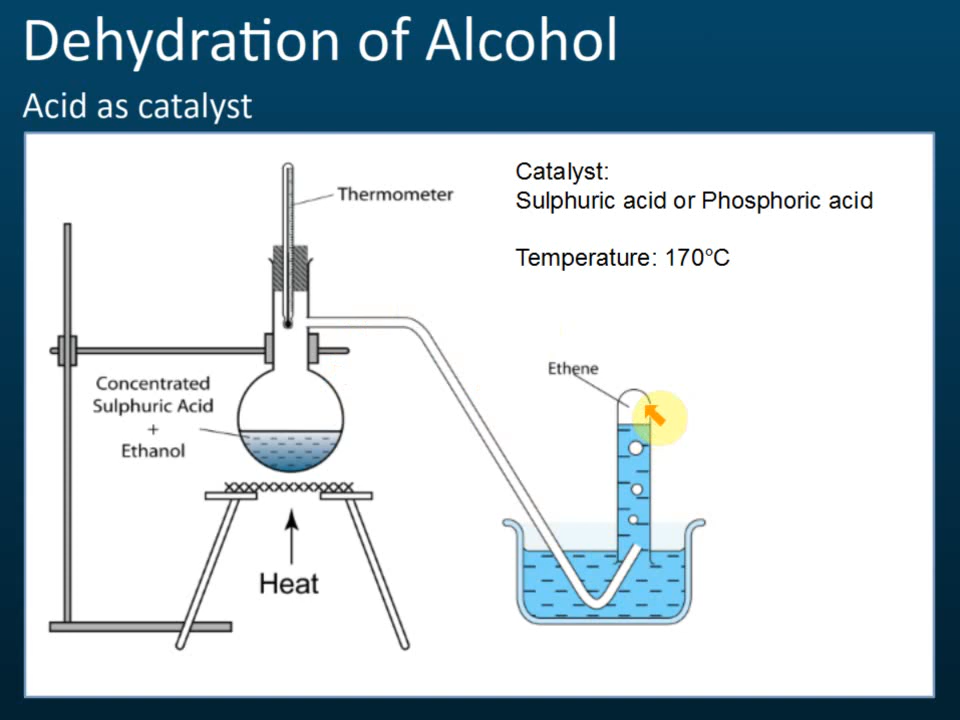 Dehydration of Alcohol
Acid as catalyst
Thermometer
Catalyst:
Sulphuric acid or Phosphoric acid
Temperature: 170°C
Concentrated
Sulphuric Acid
+
Ethanol
Ethene
Heat